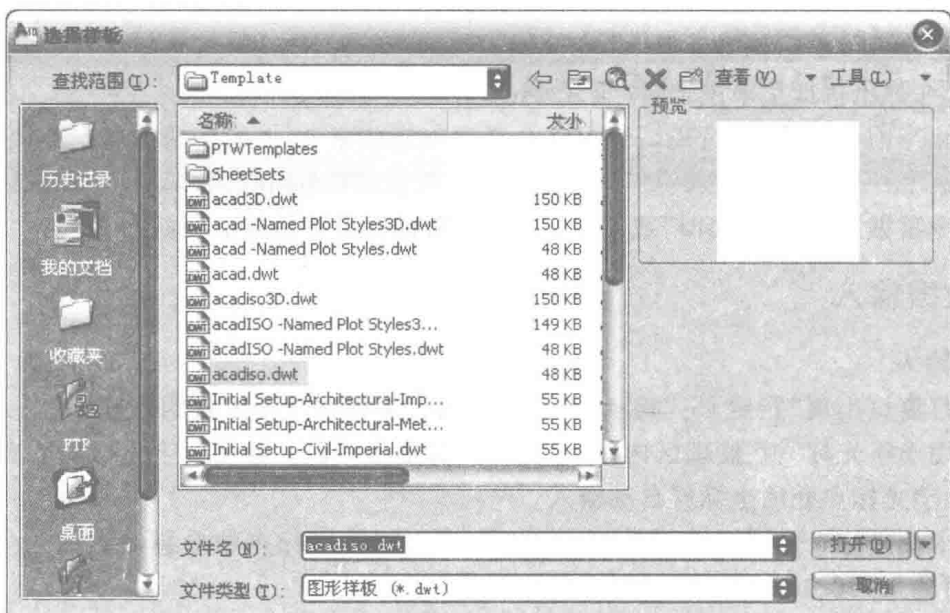 选择样板
查找范围(I):
Template
查看(V)
工具(L)
名称
大小
预览
PTWTemplates
SheetSets
acad3D.dwt 150 KB
acad -Named Plot Styles3D.dwt 150 KB
acad -Named Plot Styles.dwt 48 KB
acad.dwt 48 KB
acadiso3D.dwt 150 KB
acadISO -Named Plot Styles3... 149 KB
acadISO -Named Plot Styles.dwt 48 KB
acadiso.dwt 48 KB
Initial Setup-Architectural-Imp... 55 KB
Initial Setup-Architectural-Met... 55 KB
Initial Setup-Civil-Imperial.dwt 55 KB
历史记录
我的文档
收藏夹
FTP
桌面
文件名(N):
acadiso.dwt
打开(O)
文件类型(T):
图形样板 (*.dwt)
取消